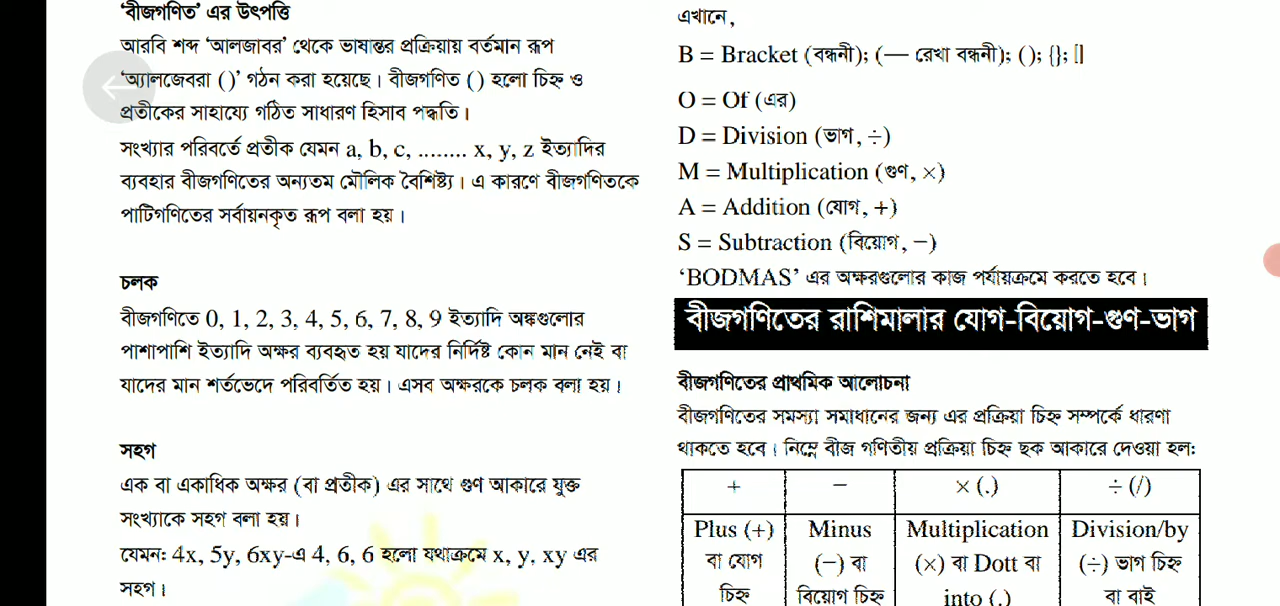 ‘বীজগণিত’ এর উৎপত্তি
আরবি শব্দ ‘আলজাবর’ থেকে ভাষান্তর প্রক্রিয়ায় বর্তমান রূপ
‘অ্যালজেবরা ()’ গঠন করা হয়েছে। বীজগণিত () হলো চিহ্ন ও
প্রতীকের সাহায্যে গঠিত সাধারণ হিসাব পদ্ধতি।
সংখ্যার পরিবর্তে প্রতীক যেমন a, b, c, ........ x, y, z ইত্যাদির
ব্যবহার বীজগণিতের অন্যতম মৌলিক বৈশিষ্ট্য। এ কারণে বীজগণিতকে
পাটিগণিতের সর্বায়নকৃত রূপ বলা হয়।
চলক
বীজগণিতে 0, 1, 2, 3, 4, 5, 6, 7, 8, 9 ইত্যাদি অঙ্কগুলোর
পাশাপাশি ইত্যাদি অক্ষর ব্যবহৃত হয় যাদের নির্দিষ্ট কোন মান নেই বা
যাদের মান শর্তভেদে পরিবর্তিত হয়। এসব অক্ষরকে চলক বলা হয়।
সহগ
এক বা একাধিক অক্ষর (বা প্রতীক) এর সাথে গুণ আকারে যুক্ত
সংখ্যাকে সহগ বলা হয়।
যেমন: 4x, 5y, 6xy-এ 4, 6, 6 হলো যথাক্রমে x, y, xy এর
সহগ।
এখানে,
B = Bracket (বন্ধনী); (— রেখা বন্ধনী); (); {}; []
O = Of (এর)
D = Division (ভাগ, ÷)
M = Multiplication (গুণ, ×)
A = Addition (যোগ, +)
S = Subtraction (বিয়োগ, −)
‘BODMAS’ এর অক্ষরগুলোর কাজ পর্যায়ক্রমে করতে হবে।
বীজগণিতের রাশিমালার যোগ-বিয়োগ-গুণ-ভাগ
বীজগণিতের প্রাথমিক আলোচনা
বীজগণিতের সমস্যা সমাধানের জন্য এর প্রক্রিয়া চিহ্ন সম্পর্কে ধারণা
থাকতে হবে। নিম্নে বীজ গণিতীয় প্রক্রিয়া চিহ্ন ছক আকারে দেওয়া হল:
+ − × (.) ÷ (/)
Plus (+) Minus Multiplication Division/by
বা যোগ (−) বা (×) বা Dott বা (÷) ভাগ চিহ্ন
চিহ্ন বিয়োগ চিহ্ন into (.) বা বাই